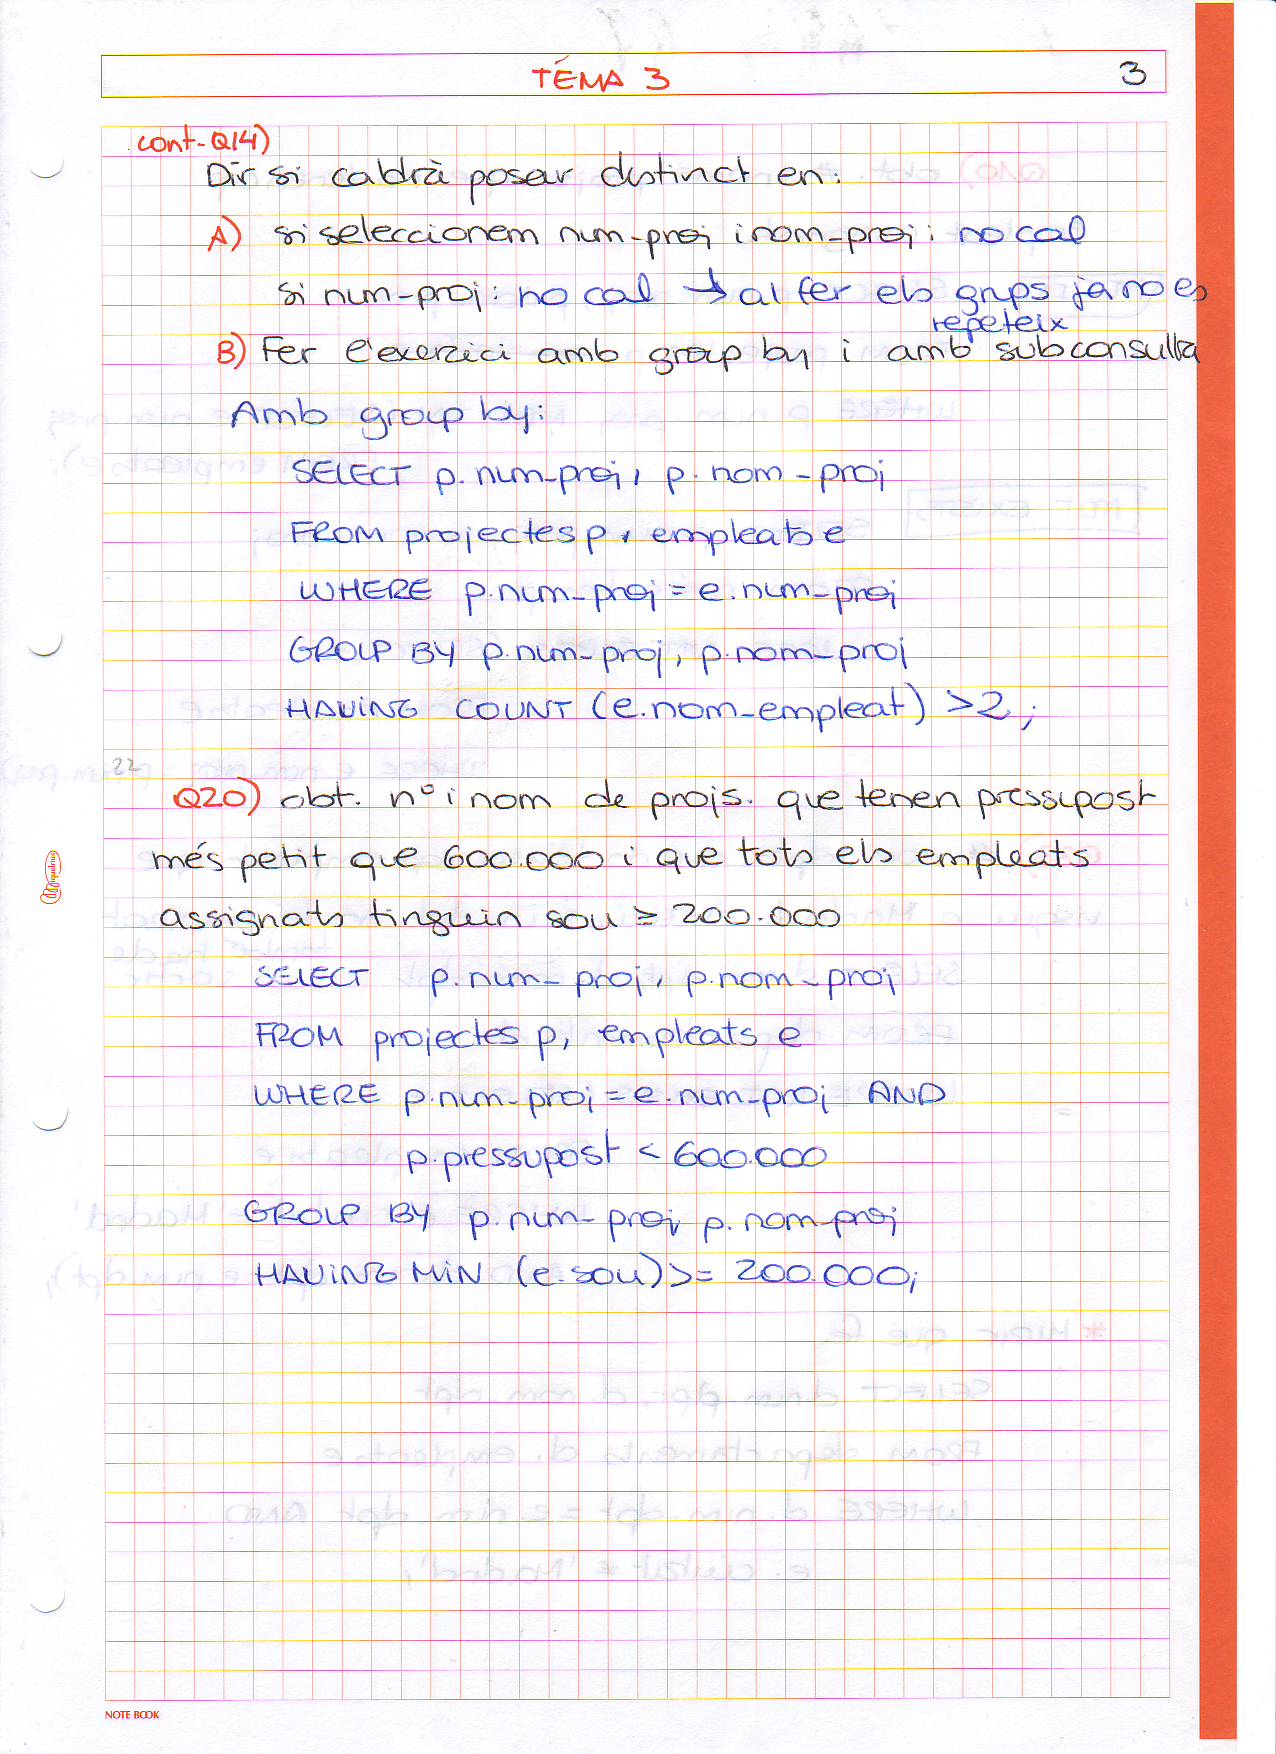 TEMA 3 3
cont-Q14)
Dir si caldrà posar distinct en:
A) si seleccionem num-proj i nom-proj: no cal
si num-proj: no cal → al fer els grups ja no es
repeteix
B) Fer l'exercici amb group by i amb subconsulta
Amb group by:
SELECT p.num-proj, p.nom-proj
FROM projectes p, empleats e
WHERE p.num-proj = e.num-proj
GROUP BY p.num-proj, p.nom-proj
HAVING COUNT (e.nom-empleat) >2;
22
Q20) obt. nº i nom de projs. que tenen pressupost
més petit que 600.000 i que tots els empleats
assignats tinguin sou ≥ 200.000
SELECT p.num-proj, p.nom-proj
FROM projectes p, empleats e
WHERE p.num-proj = e.num-proj AND
p.pressupost < 600.000
GROUP BY p.num-proj, p.nom-proj
HAVING MIN (e.sou) >= 200.000;
NOTE BOOK